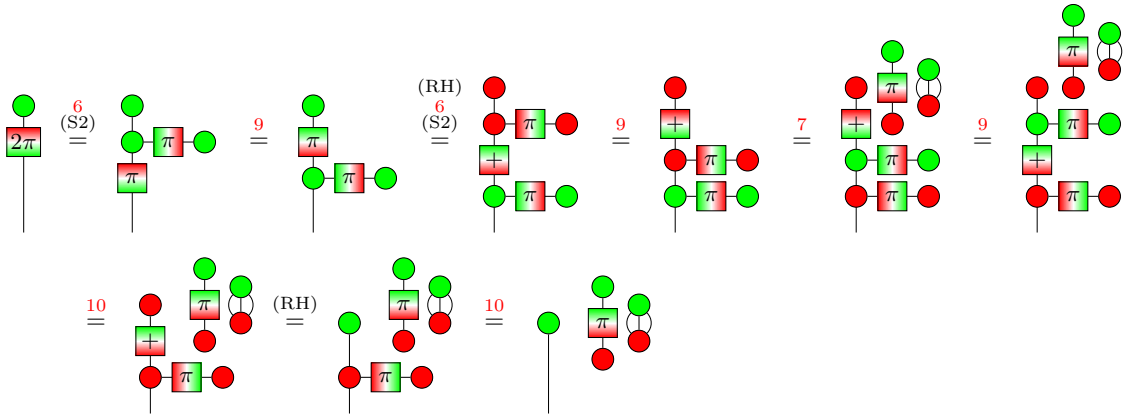 2π 6 (S2) = π π 9 = π π (RH) 6 (S2) = π + π 9 = + π π 7 = π + π π 9 = π π + π
10 = π + π (RH) = π π 10 = π